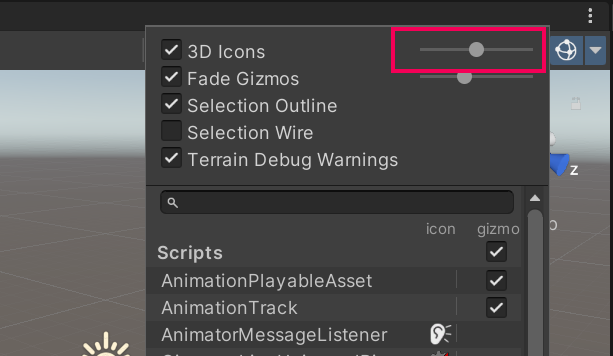 3D Icons
Fade Gizmos
Selection Outline
Selection Wire
Terrain Debug Warnings
z
icon gizmo
Scripts
AnimationPlayableAsset
AnimationTrack
AnimatorMessageListener